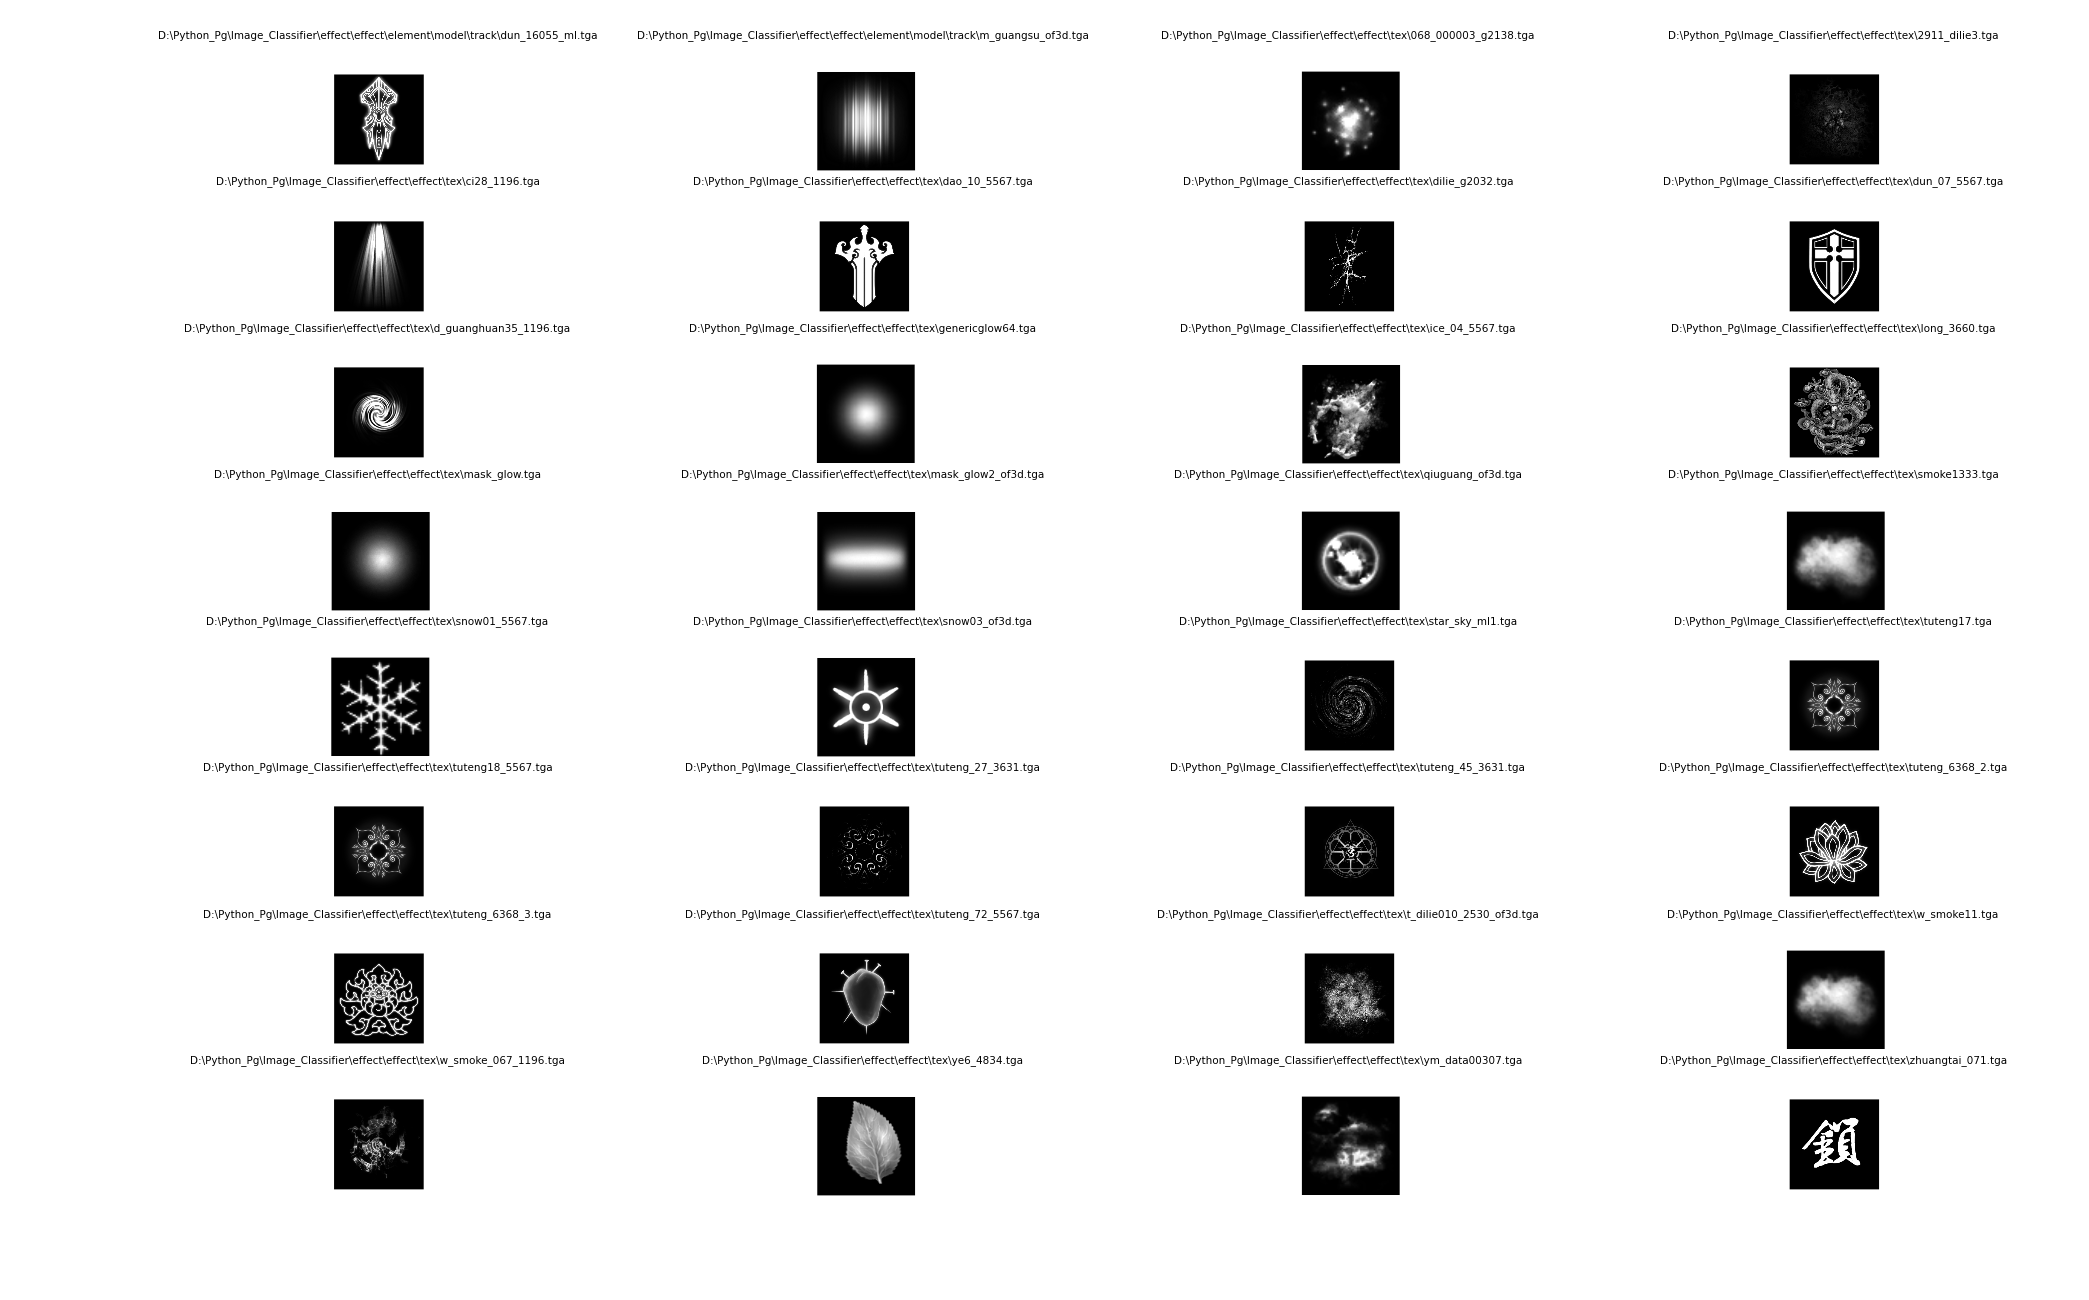 D:\Python_Pg\Image_Classifier\effect\effect\element\model\track\dun_16055_ml.tga
D:\Python_Pg\Image_Classifier\effect\effect\element\model\track\m_guangsu_of3d.tga
D:\Python_Pg\Image_Classifier\effect\effect\tex\068_000003_g2138.tga
D:\Python_Pg\Image_Classifier\effect\effect\tex\2911_dilie3.tga
D:\Python_Pg\Image_Classifier\effect\effect\tex\ci28_1196.tga
D:\Python_Pg\Image_Classifier\effect\effect\tex\dao_10_5567.tga
D:\Python_Pg\Image_Classifier\effect\effect\tex\dilie_g2032.tga
D:\Python_Pg\Image_Classifier\effect\effect\tex\dun_07_5567.tga
D:\Python_Pg\Image_Classifier\effect\effect\tex\d_guanghuan35_1196.tga
D:\Python_Pg\Image_Classifier\effect\effect\tex\genericglow64.tga
D:\Python_Pg\Image_Classifier\effect\effect\tex\ice_04_5567.tga
D:\Python_Pg\Image_Classifier\effect\effect\tex\long_3660.tga
D:\Python_Pg\Image_Classifier\effect\effect\tex\mask_glow.tga
D:\Python_Pg\Image_Classifier\effect\effect\tex\mask_glow2_of3d.tga
D:\Python_Pg\Image_Classifier\effect\effect\tex\qiuguang_of3d.tga
D:\Python_Pg\Image_Classifier\effect\effect\tex\smoke1333.tga
D:\Python_Pg\Image_Classifier\effect\effect\tex\snow01_5567.tga
D:\Python_Pg\Image_Classifier\effect\effect\tex\snow03_of3d.tga
D:\Python_Pg\Image_Classifier\effect\effect\tex\star_sky_ml1.tga
D:\Python_Pg\Image_Classifier\effect\effect\tex\tuteng17.tga
D:\Python_Pg\Image_Classifier\effect\effect\tex\tuteng18_5567.tga
D:\Python_Pg\Image_Classifier\effect\effect\tex\tuteng_27_3631.tga
D:\Python_Pg\Image_Classifier\effect\effect\tex\tuteng_45_3631.tga
D:\Python_Pg\Image_Classifier\effect\effect\tex\tuteng_6368_2.tga
D:\Python_Pg\Image_Classifier\effect\effect\tex\tuteng_6368_3.tga
D:\Python_Pg\Image_Classifier\effect\effect\tex\tuteng_72_5567.tga
D:\Python_Pg\Image_Classifier\effect\effect\tex\t_dilie010_2530_of3d.tga
D:\Python_Pg\Image_Classifier\effect\effect\tex\w_smoke11.tga
D:\Python_Pg\Image_Classifier\effect\effect\tex\w_smoke_067_1196.tga
D:\Python_Pg\Image_Classifier\effect\effect\tex\ye6_4834.tga
D:\Python_Pg\Image_Classifier\effect\effect\tex\ym_data00307.tga
D:\Python_Pg\Image_Classifier\effect\effect\tex\zhuangtai_071.tga
鎖